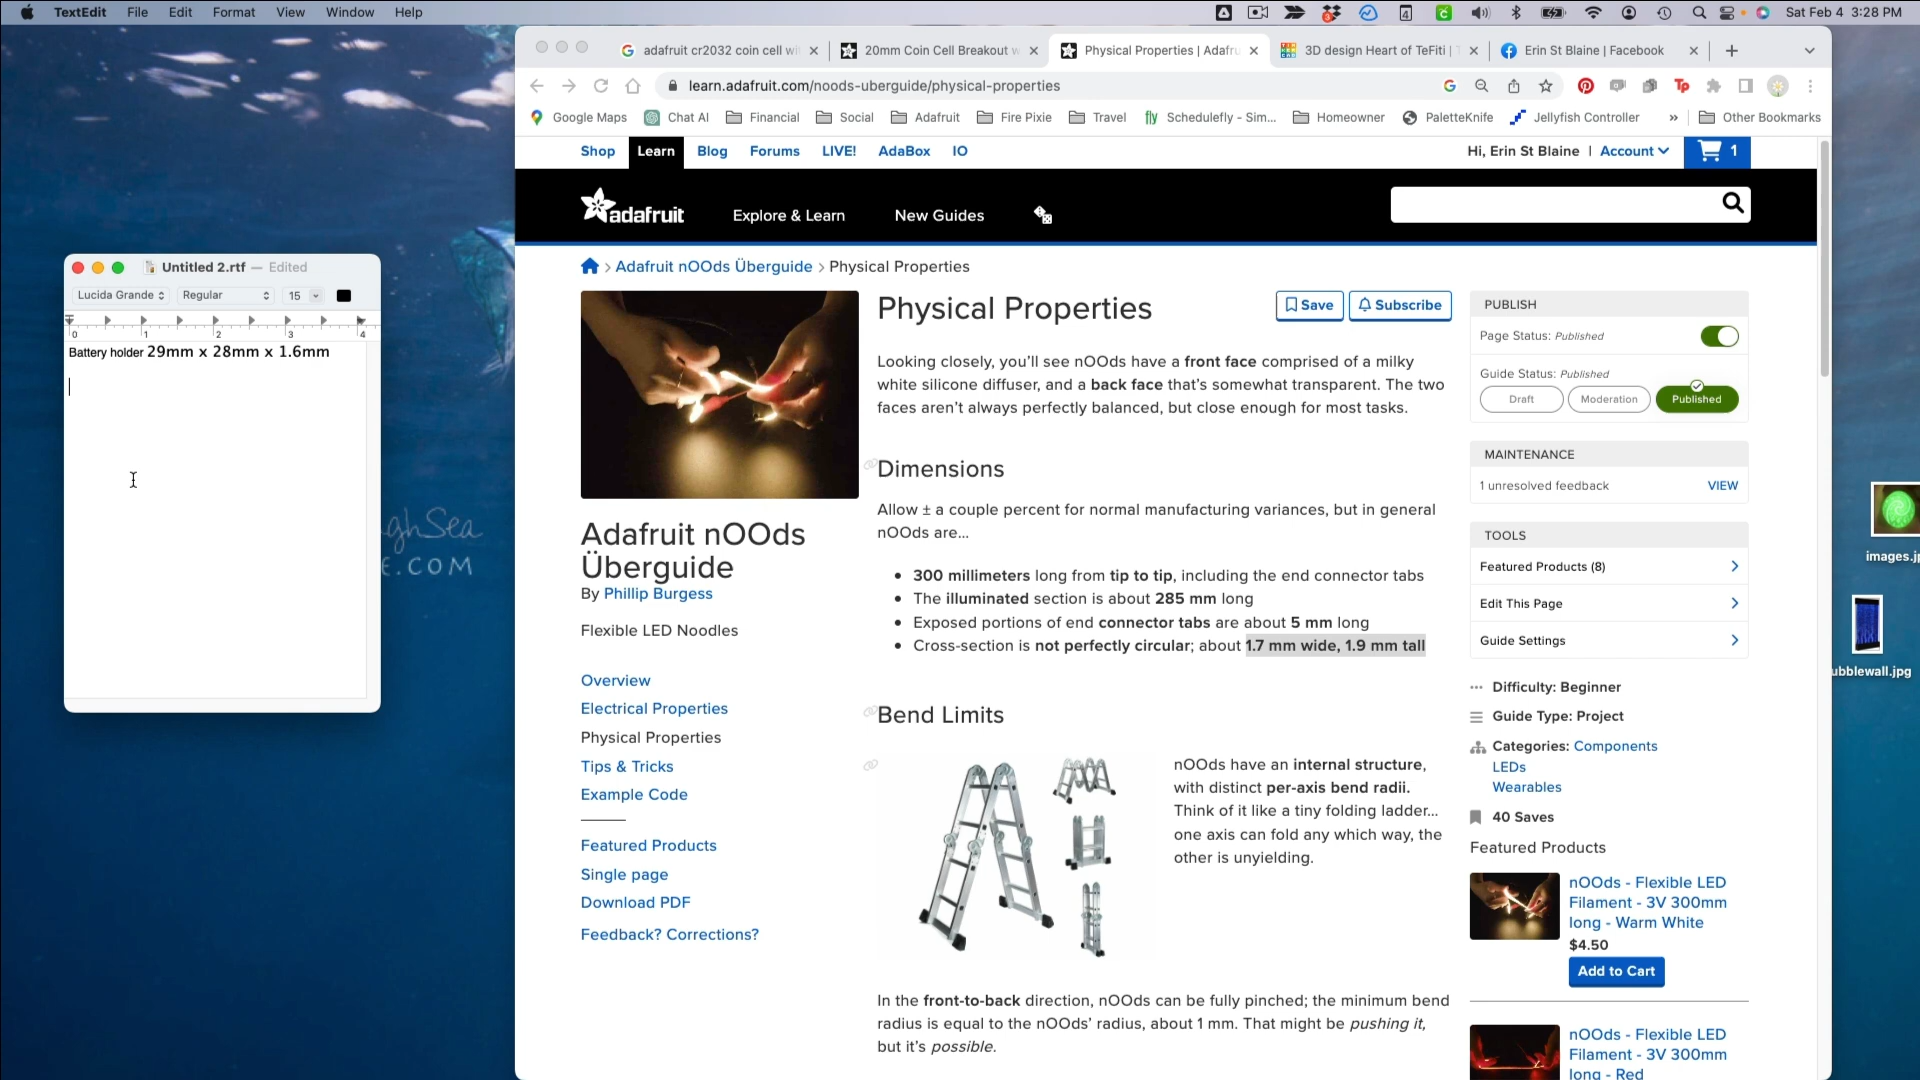 TextEdit File Edit Format View Window Help
3
4
Sat Feb 4 3:28 PM
adafruit cr2032 coin cell wi
20mm Coin Cell Breakout w
Physical Properties | Adafru
3D design Heart of TeFiti |
Erin St Blaine | Facebook
learn.adafruit.com/noods-uberguide/physical-properties
Google Maps Chat AI Financial Social Adafruit Fire Pixie Travel fly Schedulefly - Sim... Homeowner PaletteKnife Jellyfish Controller » Other Bookmarks
Shop Learn Blog Forums LIVE! AdaBox IO
Hi, Erin St Blaine | Account 1
adafruit Explore & Learn New Guides
Untitled 2.rtf — Edited
Lucida Grande Regular 15
0 1 2 3 4
Battery holder 29mm x 28mm x 1.6mm
ghSea
E.COM
Adafruit nOOds Überguide > Physical Properties
Adafruit nOOds
Überguide
By Phillip Burgess
Flexible LED Noodles
Overview
Electrical Properties
Physical Properties
Tips & Tricks
Example Code
Featured Products
Single page
Download PDF
Feedback? Corrections?
Physical Properties
Save Subscribe
Looking closely, you'll see nOOds have a front face comprised of a milky
white silicone diffuser, and a back face that's somewhat transparent. The two
faces aren't always perfectly balanced, but close enough for most tasks.
Dimensions
Allow ± a couple percent for normal manufacturing variances, but in general
nOOds are...
• 300 millimeters long from tip to tip, including the end connector tabs
• The illuminated section is about 285 mm long
• Exposed portions of end connector tabs are about 5 mm long
• Cross-section is not perfectly circular; about 1.7 mm wide, 1.9 mm tall
Bend Limits
nOOds have an internal structure,
with distinct per-axis bend radii.
Think of it like a tiny folding ladder...
one axis can fold any which way, the
other is unyielding.
In the front-to-back direction, nOOds can be fully pinched; the minimum bend
radius is equal to the nOOds' radius, about 1 mm. That might be pushing it,
but it's possible.
PUBLISH
Page Status: Published
Guide Status: Published
Draft Moderation Published
MAINTENANCE
1 unresolved feedback VIEW
TOOLS
Featured Products (8)
Edit This Page
Guide Settings
Difficulty: Beginner
Guide Type: Project
Categories: Components
LEDs
Wearables
40 Saves
Featured Products
nOOds - Flexible LED
Filament - 3V 300mm
long - Warm White
$4.50
Add to Cart
nOOds - Flexible LED
Filament - 3V 300mm
long - Red
images.jp
ubblewall.jpg